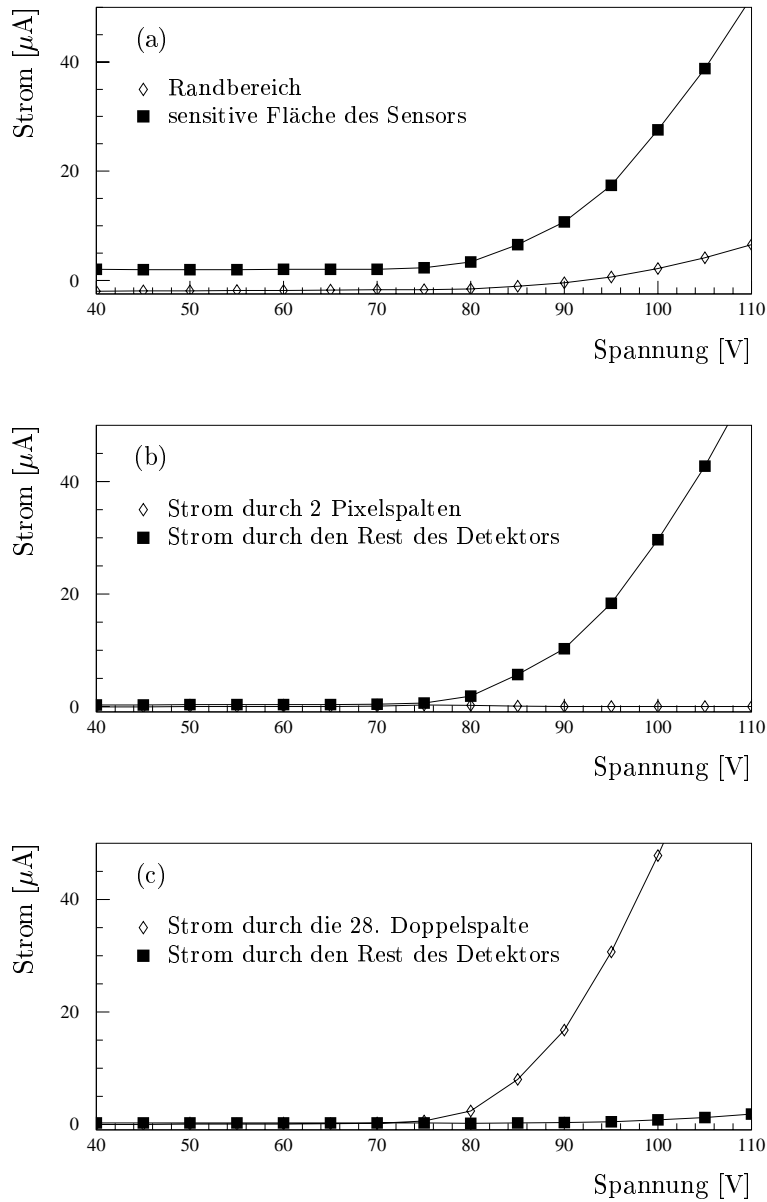 Strom [μA]
(a)
40
◇ Randbereich
■ sensitive Fläche des Sensors
20
0
40 50 60 70 80 90 100 110
Spannung [V]
Strom [μA]
(b)
40
◇ Strom durch 2 Pixelspalten
■ Strom durch den Rest des Detektors
20
0
40 50 60 70 80 90 100 110
Spannung [V]
Strom [μA]
(c)
40
◇ Strom durch die 28. Doppelspalte
■ Strom durch den Rest des Detektors
20
0
40 50 60 70 80 90 100 110
Spannung [V]